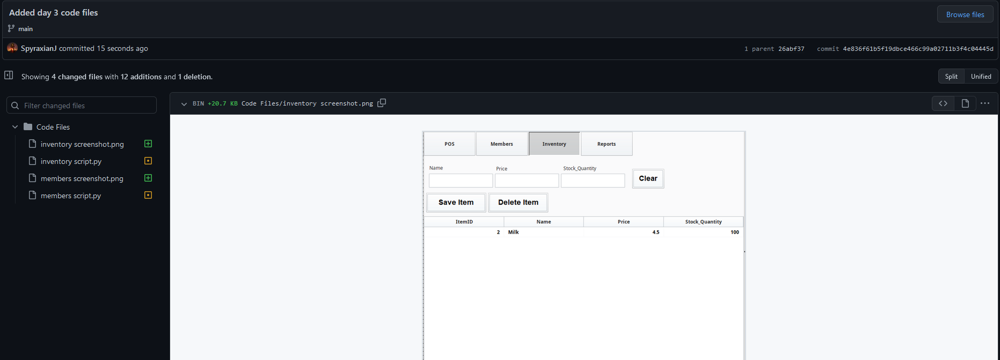 Added day 3 code files
Browse files
main
SpyraxianJ committed 15 seconds ago
1 parent 26abf37 commit 4e836f61b5f19dbce466c99a02711b3f4c04445d
Showing 4 changed files with 12 additions and 1 deletion.
Split Unified
Filter changed files
Code Files
inventory screenshot.png
inventory script.py
members screenshot.png
members script.py
BIN +20.7 KB Code Files/inventory screenshot.png
POS Members Inventory Reports
Name Price Stock_Quantity
Clear
Save Item Delete Item
ItemID Name Price Stock_Quantity
2 Milk 4.5 100